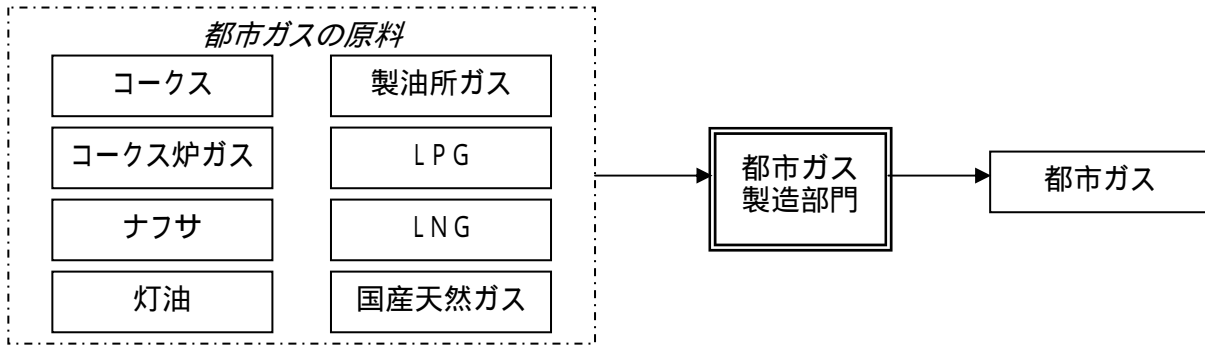 都市ガスの原料
コークス
製油所ガス
コークス炉ガス
ＬＰＧ
ナフサ
ＬＮＧ
灯油
国産天然ガス
都市ガス
製造部門
都市ガス